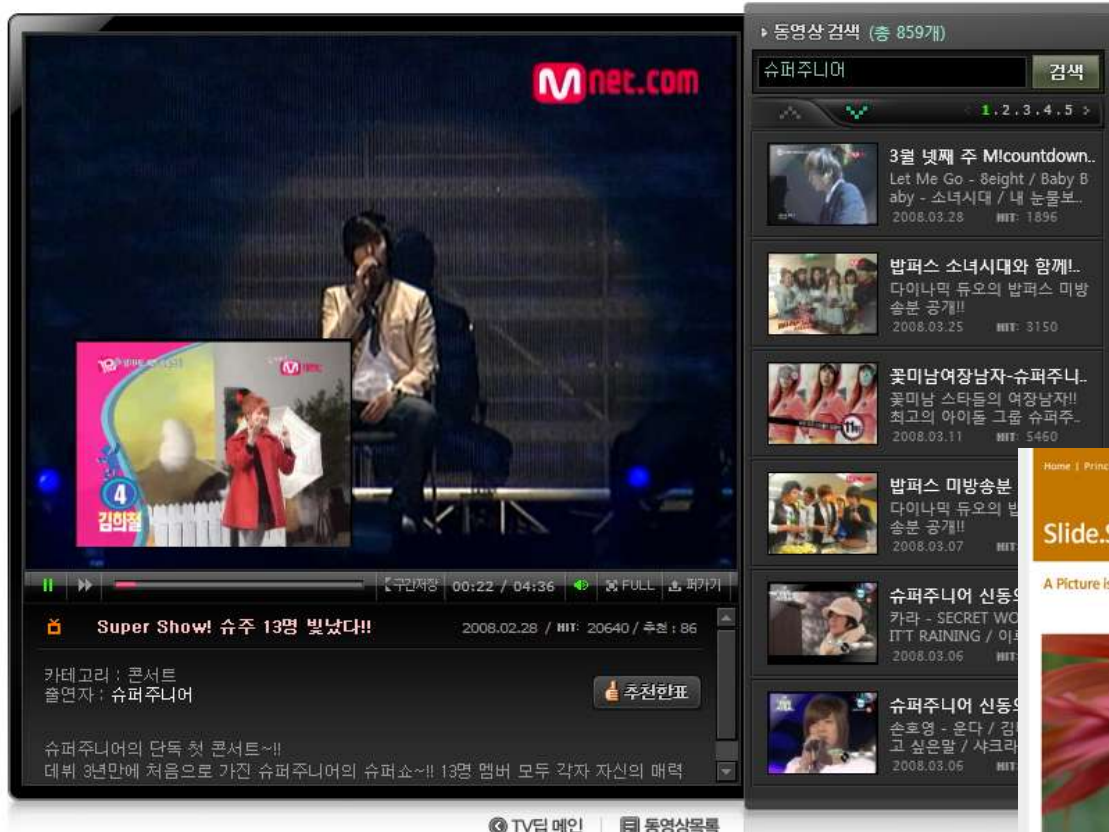 Mnet.com
4
김희철
구간저장 00:22 / 04:36 FULL 퍼가기
Super Show! 슈주 13명 빛났다!! 2008.02.28 / HIT: 20640 / 추천 : 86
카테고리 : 콘서트
출연자 : 슈퍼주니어
추천한표
슈퍼주니어의 단독 첫 콘서트~!!
데뷔 3년만에 처음으로 가진 슈퍼주니어의 슈퍼쇼~!! 13명 멤버 모두 각자 자신의 매력
TV팁 메인 | 동영상목록
동영상 검색 (총 859개)
슈퍼주니어 검색
< 1.2.3.4.5 >
3월 넷째 주 M!countdown..
Let Me Go - 8eight / Baby B
aby - 소녀시대 / 내 눈물보..
2008.03.28 HIT: 1896
밥퍼스 소녀시대와 함께!..
다이나믹 듀오의 밥퍼스 미방
송분 공개!!
2008.03.25 HIT: 3150
꽃미남여장남자-슈퍼주니..
꽃미남 스타들의 여장남자!!
최고의 아이돌 그룹 슈퍼주..
2008.03.11 HIT: 5460
밥퍼스 미방송분
다이나믹 듀오의
송분 공개!!
2008.03.07 HIT:
슈퍼주니어
카라 - SECRET
IT'T RAINING /
2008.03.06 HIT:
슈퍼주니어
손호영 - 운다 /
고 싶은말 /
2008.03.06 HIT:
Home |
Slide.
A Picture is